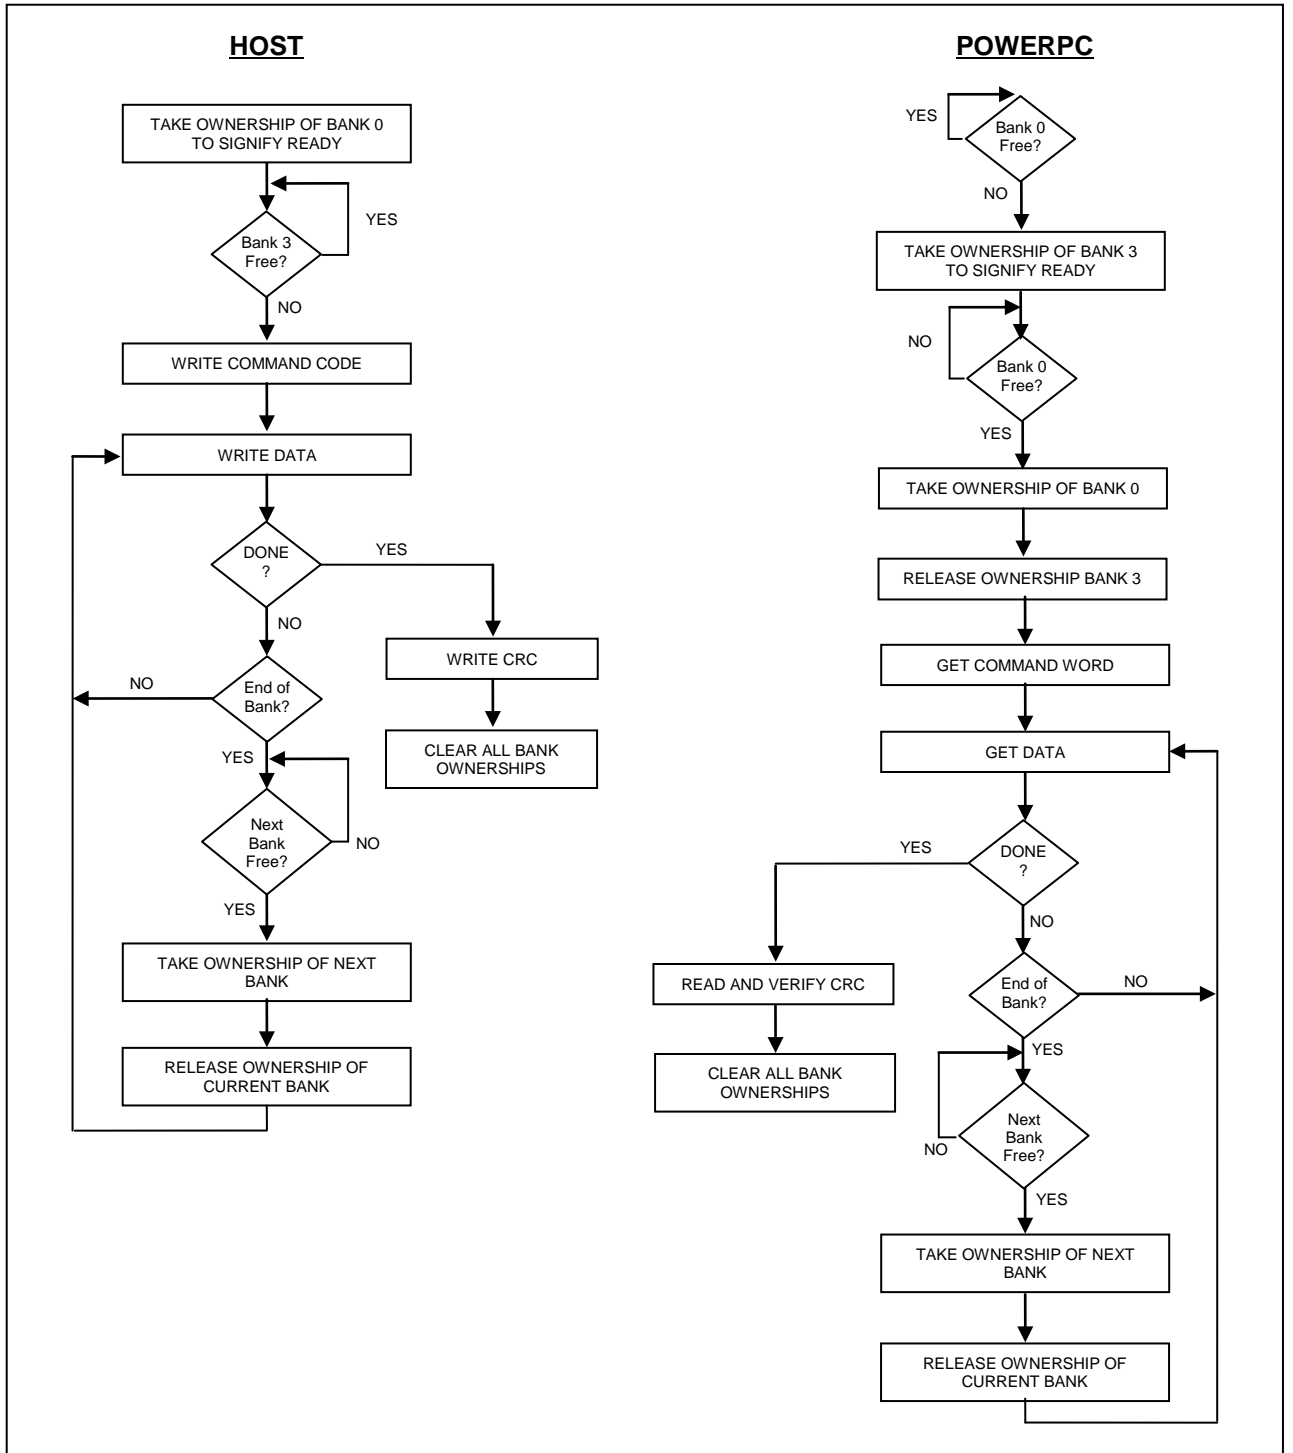 HOST
TAKE OWNERSHIP OF BANK 0
TO SIGNIFY READY
YES
Bank 3
Free?
NO
WRITE COMMAND CODE
WRITE DATA
DONE
?
YES
NO
WRITE CRC
CLEAR ALL BANK
OWNERSHIPS
End of
Bank?
NO
YES
Next
Bank
Free?
NO
YES
TAKE OWNERSHIP OF NEXT
BANK
RELEASE OWNERSHIP OF
CURRENT BANK
POWERPC
YES
Bank 0
Free?
NO
TAKE OWNERSHIP OF BANK 3
TO SIGNIFY READY
NO
Bank 0
Free?
YES
TAKE OWNERSHIP OF BANK 0
RELEASE OWNERSHIP BANK 3
GET COMMAND WORD
GET DATA
YES
DONE
?
NO
READ AND VERIFY CRC
CLEAR ALL BANK
OWNERSHIPS
End of
Bank?
NO
YES
Next
Bank
Free?
NO
YES
TAKE OWNERSHIP OF NEXT
BANK
RELEASE OWNERSHIP OF
CURRENT BANK